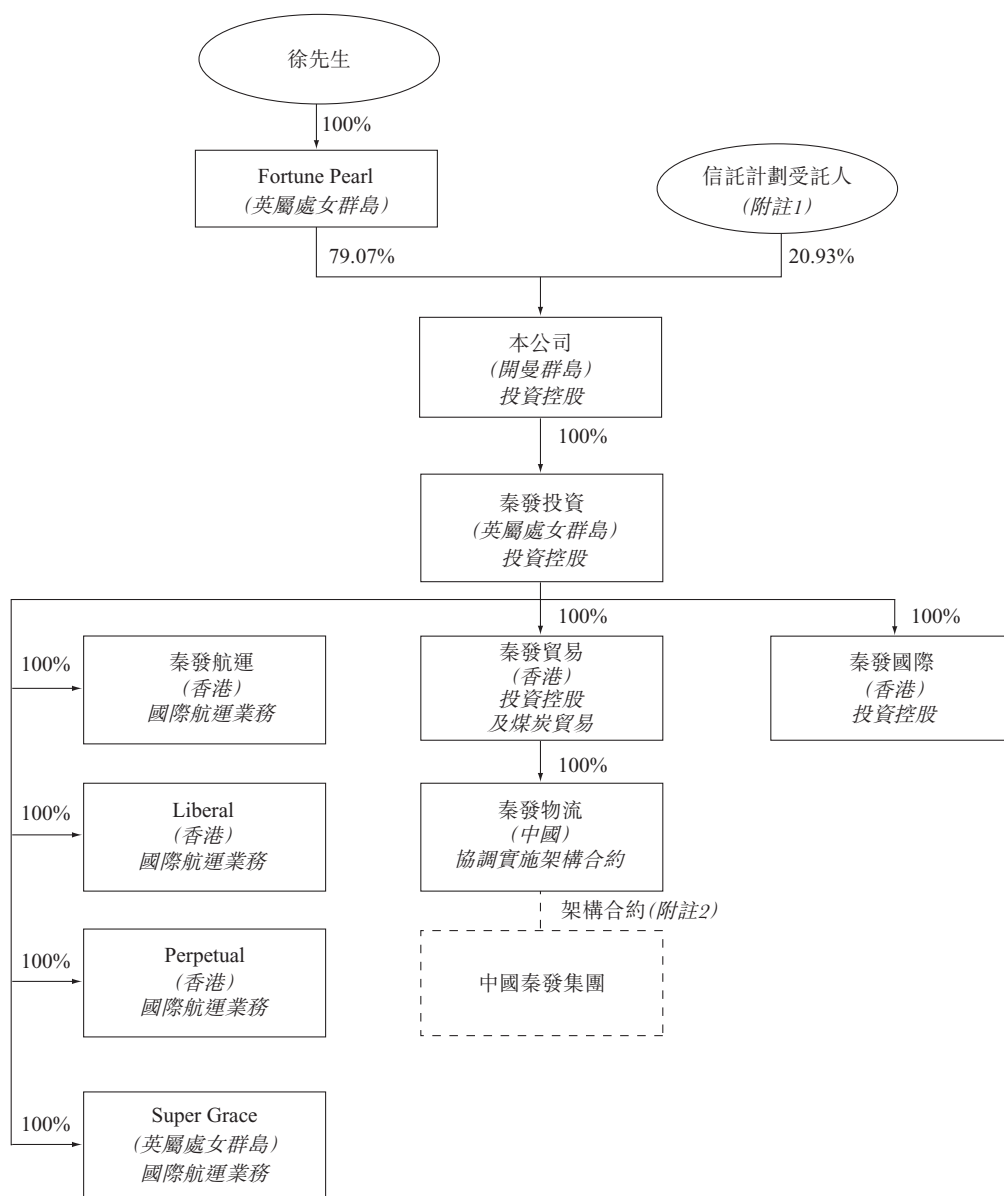 徐先生
100%
Fortune Pearl
(英屬處女群島)
信託計劃受託人
(附註1)
79.07%
20.93%
本公司
(開曼群島)
投資控股
100%
秦發投資
(英屬處女群島)
投資控股
100%
100%
100%
秦發航運
(香港)
國際航運業務
秦發貿易
(香港)
投資控股
及煤炭貿易
秦發國際
(香港)
投資控股
100%
100%
Liberal
(香港)
國際航運業務
秦發物流
(中國)
協調實施架構合約
架構合約(附註2)
100%
Perpetual
(香港)
國際航運業務
中國秦發集團
100%
Super Grace
(英屬處女群島)
國際航運業務